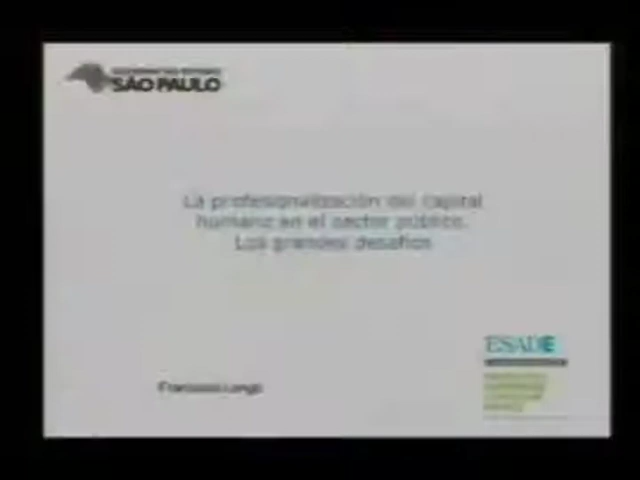 SÃO PAULO
La profesionalización del capital
humano en el sector público.
Los grandes desafíos
Francisco Longo
ESADE